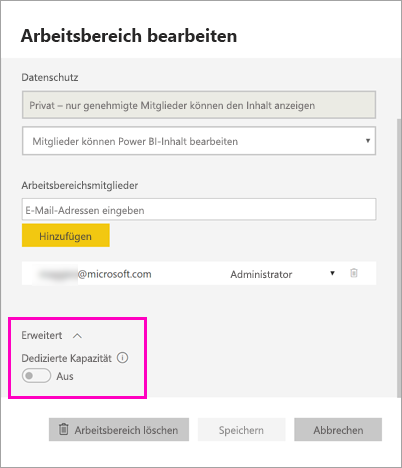 Arbeitsbereich bearbeiten
Datenschutz
Privat – nur genehmigte Mitglieder können den Inhalt anzeigen
Mitglieder können Power BI-Inhalt bearbeiten
Arbeitsbereichsmitglieder
E-Mail-Adressen eingeben
Hinzufügen
@microsoft.com Administrator
Erweitert
Dedizierte Kapazität
Aus
Arbeitsbereich löschen Speichern Abbrechen